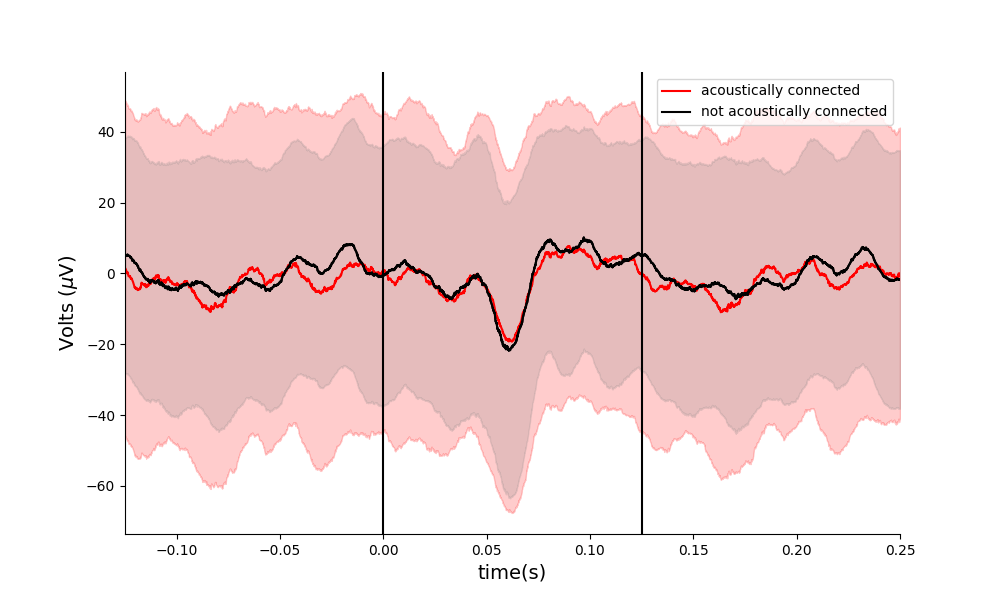 acoustically connected
not acoustically connected
Volts (μV)
40
20
0
−20
−40
−60
−0.10 −0.05 0.00 0.05 0.10 0.15 0.20 0.25
time(s)